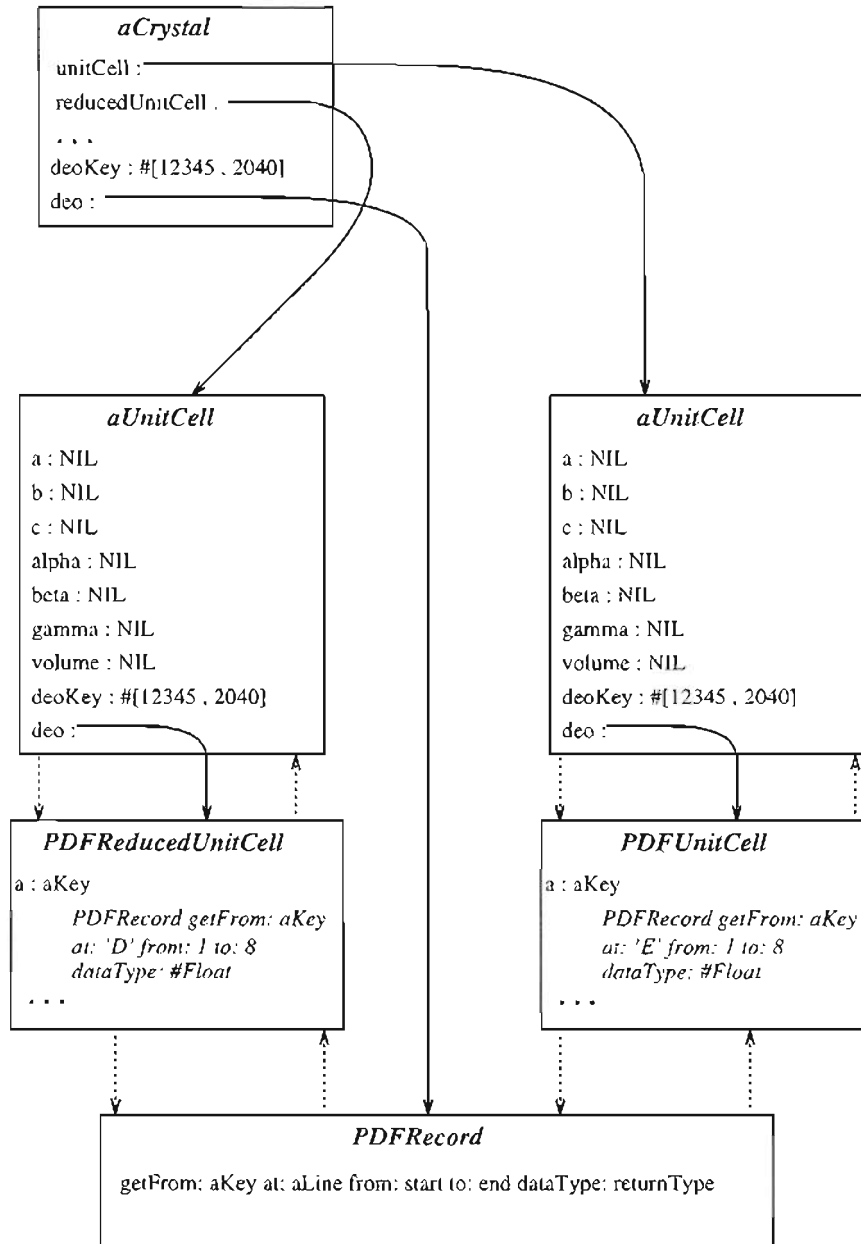 aCrystal
unitCell :
reducedUnitCell .
. . .
deoKey : #[12345 , 2040]
deo :
aUnitCell
a : NIL
b : NIL
c : NIL
alpha : NIL
beta : NIL
gamma : NIL
volume : NIL
deoKey : #[12345 , 2040]
deo :
aUnitCell
a : NIL
b : NIL
c : NIL
alpha : NIL
beta : NIL
gamma : NIL
volume : NIL
deoKey : #[12345 , 2040]
deo :
PDFReducedUnitCell
a : aKey
PDFRecord getFrom: aKey
at: 'D' from: 1 to: 8
dataType: #Float
. . .
PDFUnitCell
a : aKey
PDFRecord getFrom: aKey
at: 'E' from: 1 to: 8
dataType: #Float
. . .
PDFRecord
getFrom: aKey at: aLine from: start to: end dataType: returnType